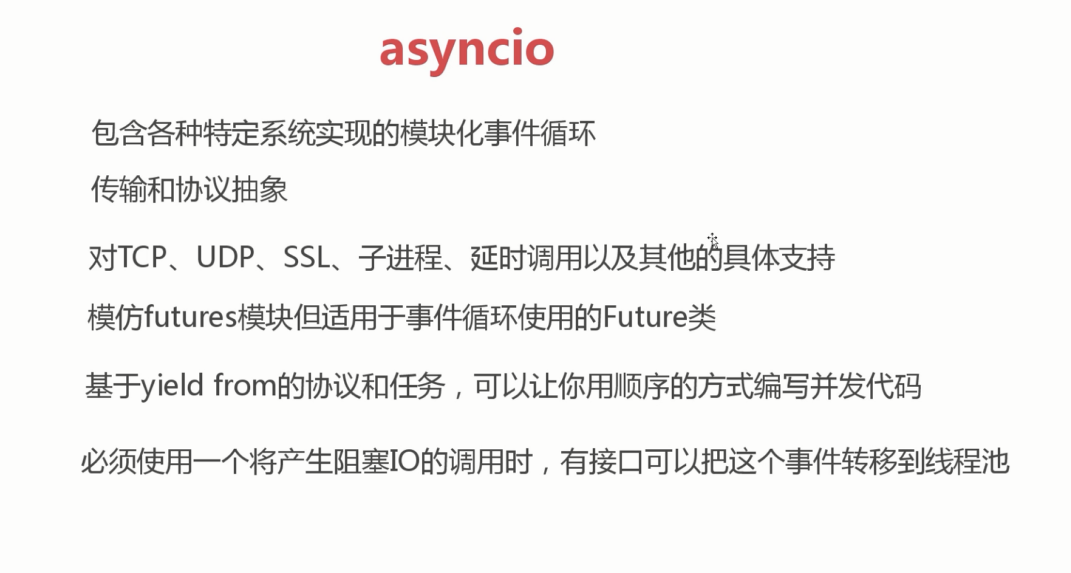 asyncio
包含各种特定系统实现的模块化事件循环
传输和协议抽象
对TCP、UDP、SSL、子进程、延时调用以及其他的具体支持
模仿futures模块但适用于事件循环使用的Future类
基于yield from的协议和任务，可以让你用顺序的方式编写并发代码
必须使用一个将产生阻塞IO的调用时，有接口可以把这个事件转移到线程池